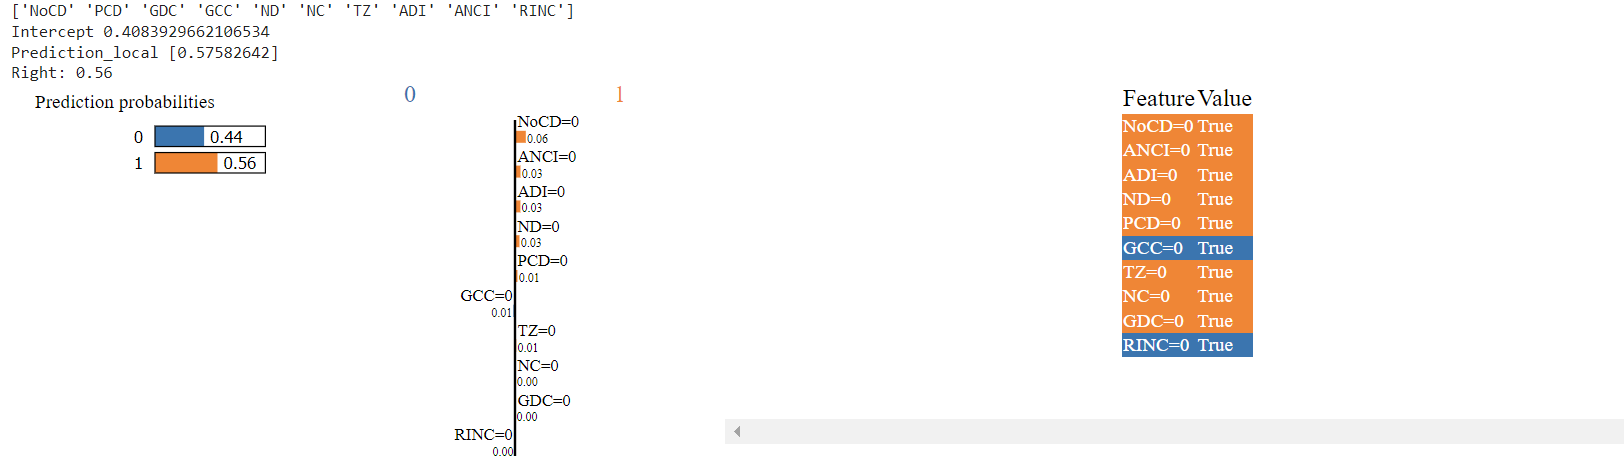 ['NoCD' 'PCD' 'GDC' 'GCC' 'ND' 'NC' 'TZ' 'ADI' 'ANCI' 'RINC']
Intercept 0.4083929662106534
Prediction_local [0.57582642]
Right: 0.56
Prediction probabilities
0 0.44
1 0.56
0 1
NoCD=0
0.06
ANCI=0
0.03
ADI=0
0.03
ND=0
0.03
PCD=0
0.01
GCC=0
0.01
TZ=0
0.01
NC=0
0.00
GDC=0
0.00
RINC=0
0.00
Feature Value
NoCD=0 True
ANCI=0 True
ADI=0 True
ND=0 True
PCD=0 True
GCC=0 True
TZ=0 True
NC=0 True
GDC=0 True
RINC=0 True